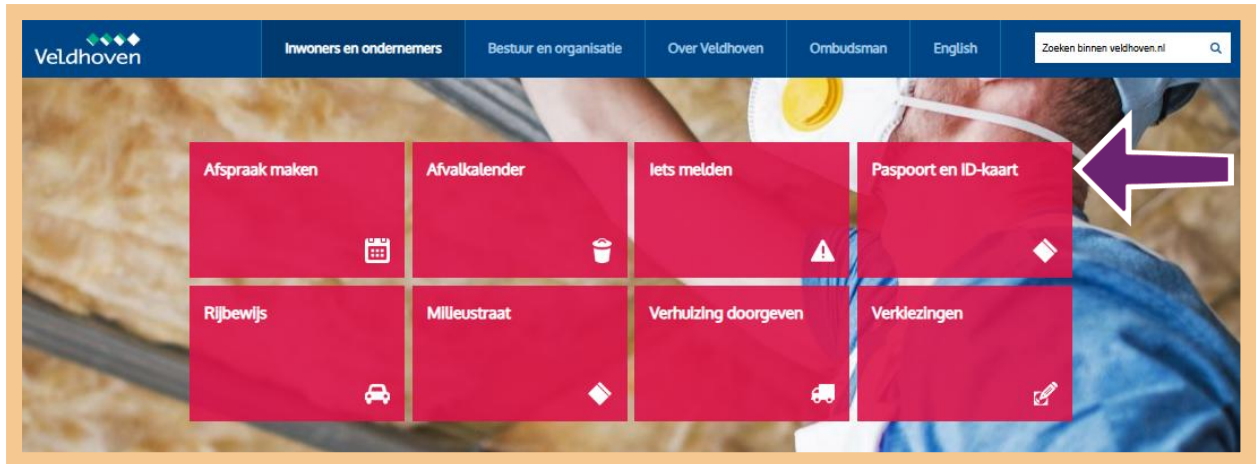 Veldhoven
Inwoners en ondernemers
Bestuur en organisatie
Over Veldhoven
Ombudsman
English
Zoeken binnen veldhoven.nl
Afspraak maken
Afvalkalender
Iets melden
Paspoort en ID-kaart
Rijbewijs
Milieustraat
Verhuizing doorgeven
Verkiezingen